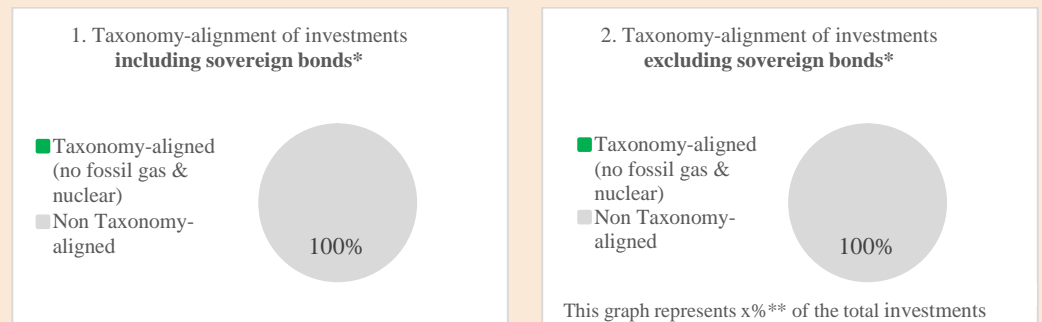 1. Taxonomy-alignment of investments
including sovereign bonds*
Taxonomy-aligned
(no fossil gas &
nuclear)
Non Taxonomy-
aligned
100%
2. Taxonomy-alignment of investments
excluding sovereign bonds*
Taxonomy-aligned
(no fossil gas &
nuclear)
Non Taxonomy-
aligned
100%
This graph represents x%** of the total investments